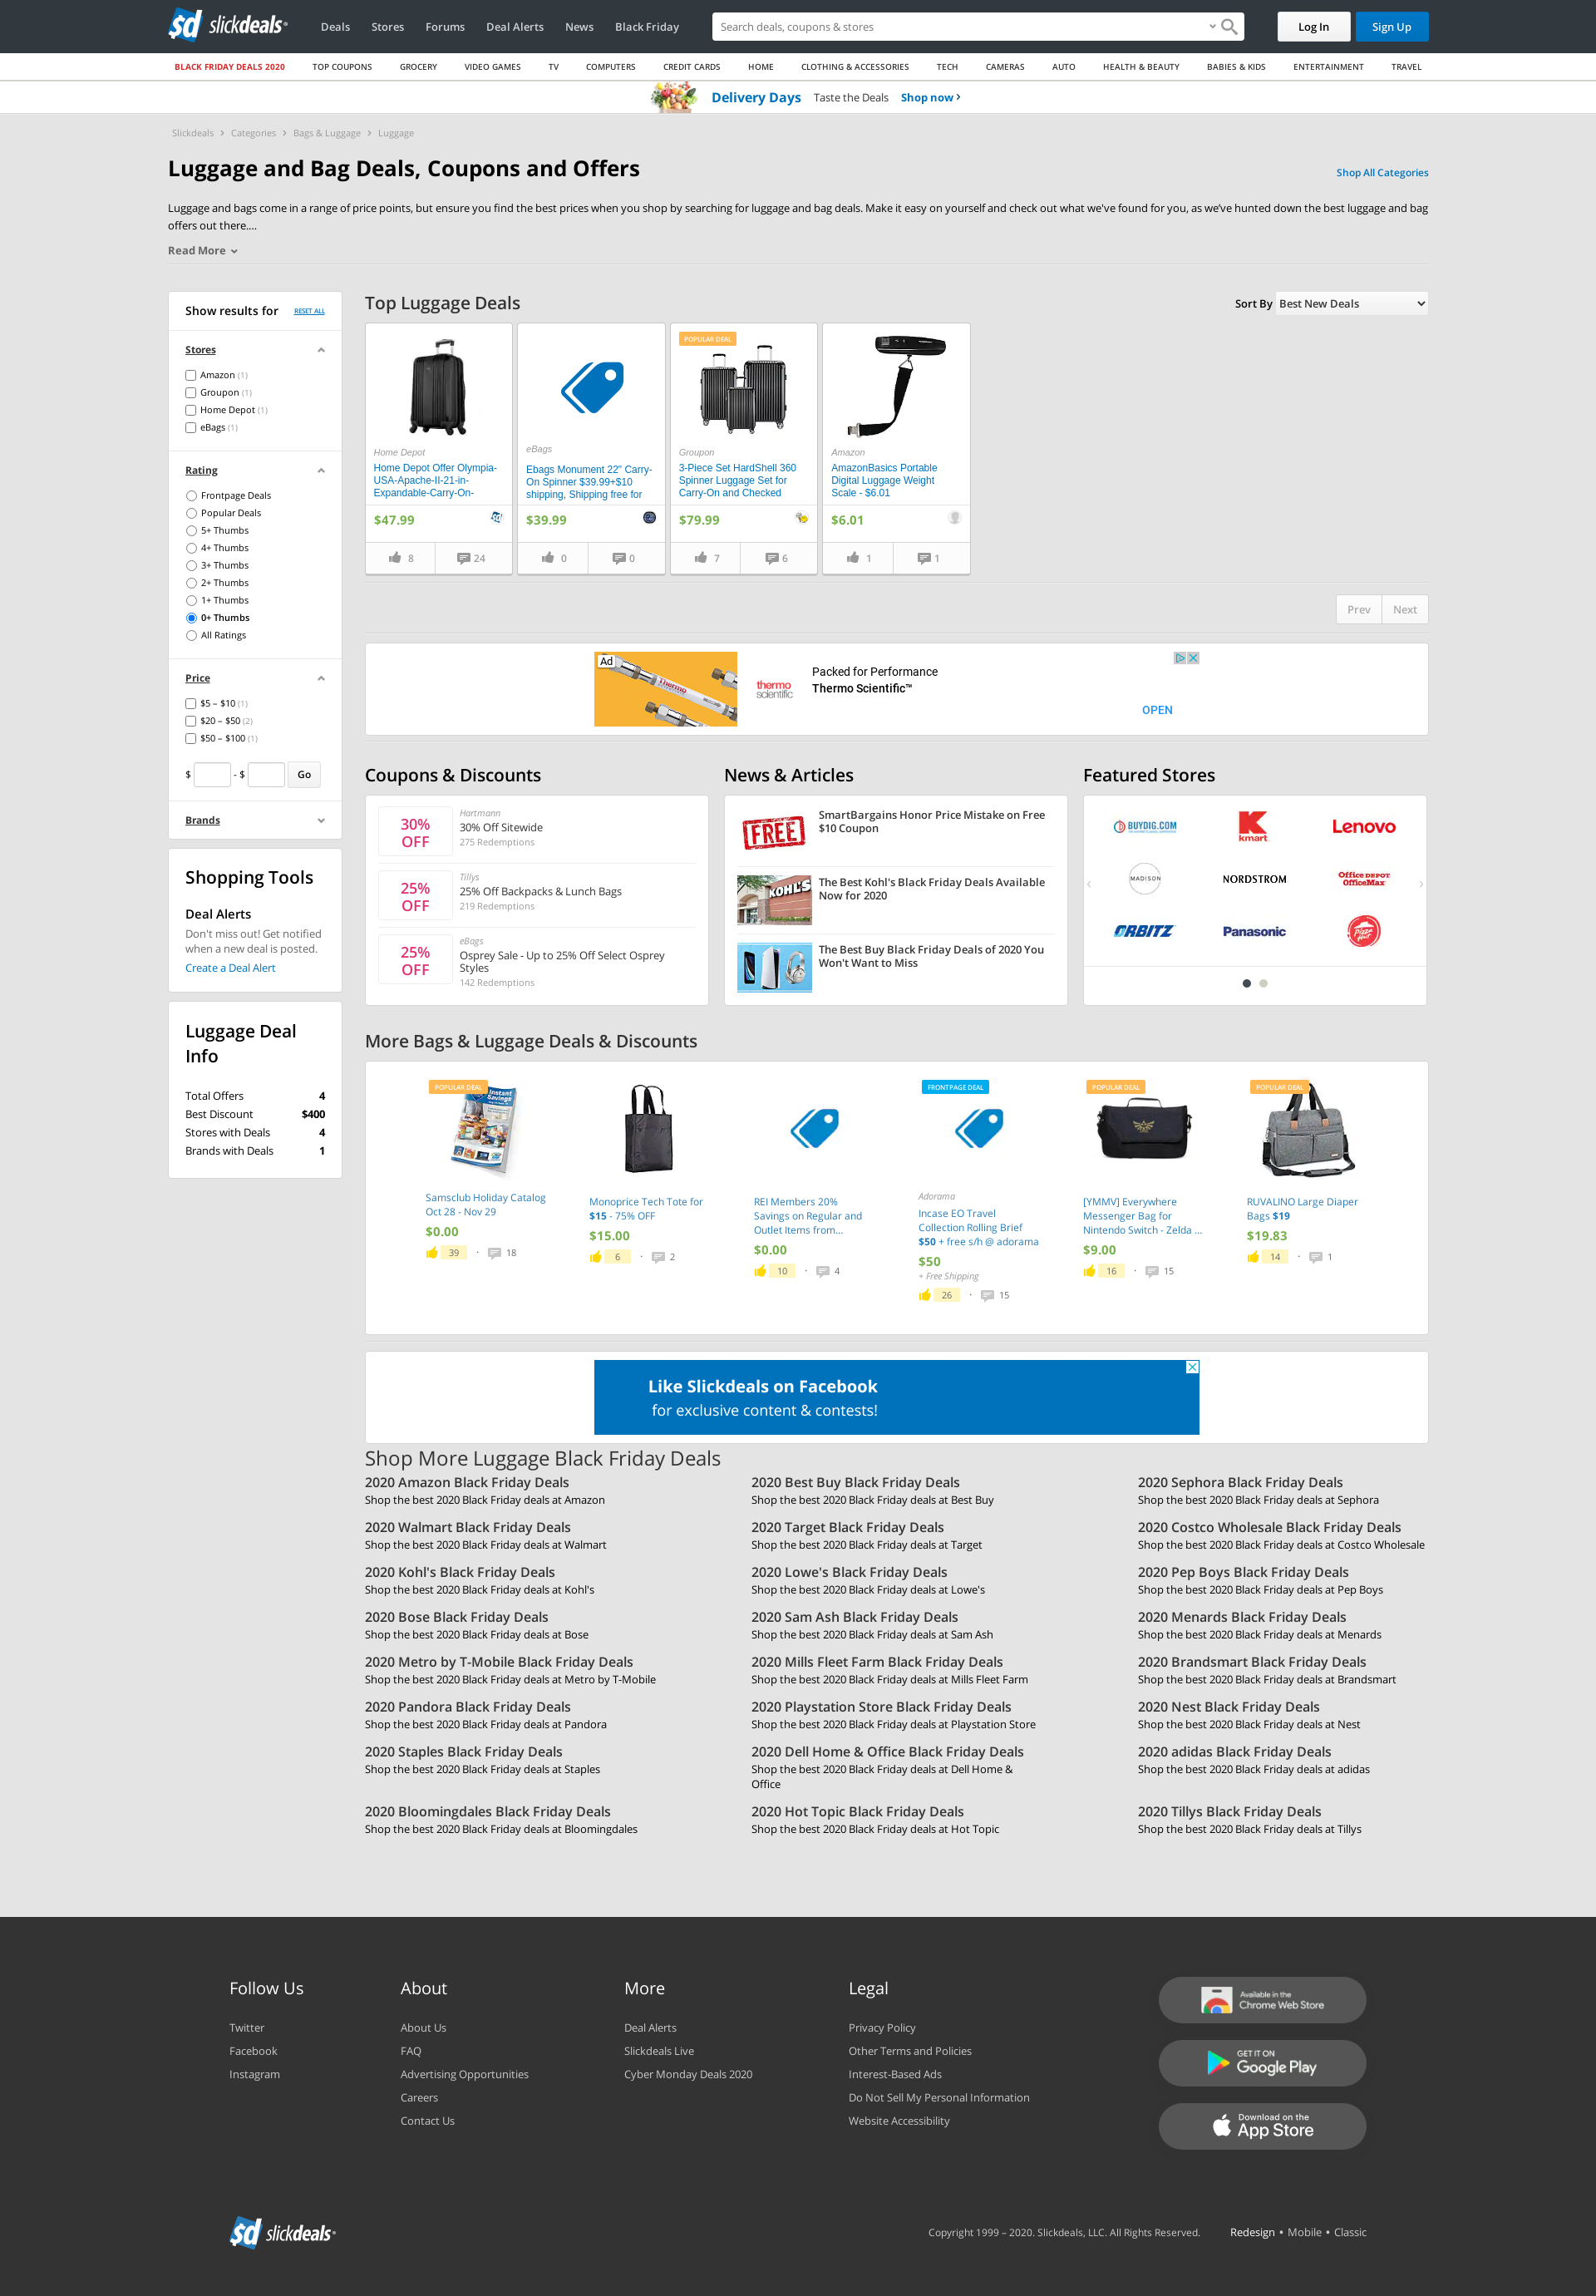 sd slickdeals
Deals
Stores
Forums
Deal Alerts
News
Black Friday
Search deals, coupons & stores
Log In
Sign Up
BLACK FRIDAY DEALS 2020
TOP COUPONS
GROCERY
VIDEO GAMES
TV
COMPUTERS
CREDIT CARDS
HOME
CLOTHING & ACCESSORIES
TECH
CAMERAS
AUTO
HEALTH & BEAUTY
BABIES & KIDS
ENTERTAINMENT
TRAVEL
Delivery Days Taste the Deals Shop now ›
Slickdeals › Categories › Bags & Luggage › Luggage
Luggage and Bag Deals, Coupons and Offers
Shop All Categories
Luggage and bags come in a range of price points, but ensure you find the best prices when you shop by searching for luggage and bag deals. Make it easy on yourself and check out what we've found for you, as we've hunted down the best luggage and bag
offers out there....
Read More
Show results for
RESET ALL
Stores
Amazon (1)
Groupon (1)
Home Depot (1)
eBags (1)
Rating
Frontpage Deals
Popular Deals
5+ Thumbs
4+ Thumbs
3+ Thumbs
2+ Thumbs
1+ Thumbs
0+ Thumbs
All Ratings
Price
$5 – $10 (1)
$20 – $50 (2)
$50 – $100 (1)
$ - $ Go
Brands
Shopping Tools
Deal Alerts
Don't miss out! Get notified
when a new deal is posted.
Create a Deal Alert
Luggage Deal
Info
Total Offers 4
Best Discount $400
Stores with Deals 4
Brands with Deals 1
Top Luggage Deals
Sort By Best New Deals
Home Depot
Home Depot Offer Olympia-
USA-Apache-II-21-in-
Expandable-Carry-On-
$47.99
8
24
eBags
Ebags Monument 22" Carry-
On Spinner $39.99+$10
shipping, Shipping free for
$39.99
0
0
POPULAR DEAL
Groupon
3-Piece Set HardShell 360
Spinner Luggage Set for
Carry-On and Checked
$79.99
7
6
Amazon
AmazonBasics Portable
Digital Luggage Weight
Scale - $6.01
$6.01
1
1
Prev
Next
Ad
Thermo
thermo
scientific
Packed for Performance
Thermo Scientific™
OPEN
Coupons & Discounts
30%
OFF
Hartmann
30% Off Sitewide
275 Redemptions
25%
OFF
Tillys
25% Off Backpacks & Lunch Bags
219 Redemptions
25%
OFF
eBags
Osprey Sale - Up to 25% Off Select Osprey
Styles
142 Redemptions
News & Articles
FREE
SmartBargains Honor Price Mistake on Free
$10 Coupon
KOHL'S
The Best Kohl's Black Friday Deals Available
Now for 2020
The Best Buy Black Friday Deals of 2020 You
Won't Want to Miss
Featured Stores
BUYDIG.COM
K
kmart
Lenovo
MADISON
NORDSTROM
Office DEPOT
OfficeMax
ORBITZ
Panasonic
Pizza Hut
More Bags & Luggage Deals & Discounts
POPULAR DEAL
Instant
Savings
Samsclub Holiday Catalog
Oct 28 - Nov 29
$0.00
39 · 18
Monoprice Tech Tote for
$15 - 75% OFF
$15.00
6 · 2
REI Members 20%
Savings on Regular and
Outlet Items from...
$0.00
10 · 4
FRONTPAGE DEAL
Adorama
Incase EO Travel
Collection Rolling Brief
$50 + free s/h @ adorama
$50
+ Free Shipping
26 · 15
POPULAR DEAL
[YMMV] Everywhere
Messenger Bag for
Nintendo Switch - Zelda ...
$9.00
16 · 15
POPULAR DEAL
RUVALINO Large Diaper
Bags $19
$19.83
14 · 1
Like Slickdeals on Facebook
for exclusive content & contests!
Shop More Luggage Black Friday Deals
2020 Amazon Black Friday Deals
Shop the best 2020 Black Friday deals at Amazon
2020 Best Buy Black Friday Deals
Shop the best 2020 Black Friday deals at Best Buy
2020 Sephora Black Friday Deals
Shop the best 2020 Black Friday deals at Sephora
2020 Walmart Black Friday Deals
Shop the best 2020 Black Friday deals at Walmart
2020 Target Black Friday Deals
Shop the best 2020 Black Friday deals at Target
2020 Costco Wholesale Black Friday Deals
Shop the best 2020 Black Friday deals at Costco Wholesale
2020 Kohl's Black Friday Deals
Shop the best 2020 Black Friday deals at Kohl's
2020 Lowe's Black Friday Deals
Shop the best 2020 Black Friday deals at Lowe's
2020 Pep Boys Black Friday Deals
Shop the best 2020 Black Friday deals at Pep Boys
2020 Bose Black Friday Deals
Shop the best 2020 Black Friday deals at Bose
2020 Sam Ash Black Friday Deals
Shop the best 2020 Black Friday deals at Sam Ash
2020 Menards Black Friday Deals
Shop the best 2020 Black Friday deals at Menards
2020 Metro by T-Mobile Black Friday Deals
Shop the best 2020 Black Friday deals at Metro by T-Mobile
2020 Mills Fleet Farm Black Friday Deals
Shop the best 2020 Black Friday deals at Mills Fleet Farm
2020 Brandsmart Black Friday Deals
Shop the best 2020 Black Friday deals at Brandsmart
2020 Pandora Black Friday Deals
Shop the best 2020 Black Friday deals at Pandora
2020 Playstation Store Black Friday Deals
Shop the best 2020 Black Friday deals at Playstation Store
2020 Nest Black Friday Deals
Shop the best 2020 Black Friday deals at Nest
2020 Staples Black Friday Deals
Shop the best 2020 Black Friday deals at Staples
2020 Dell Home & Office Black Friday Deals
Shop the best 2020 Black Friday deals at Dell Home &
Office
2020 adidas Black Friday Deals
Shop the best 2020 Black Friday deals at adidas
2020 Bloomingdales Black Friday Deals
Shop the best 2020 Black Friday deals at Bloomingdales
2020 Hot Topic Black Friday Deals
Shop the best 2020 Black Friday deals at Hot Topic
2020 Tillys Black Friday Deals
Shop the best 2020 Black Friday deals at Tillys
Follow Us
Twitter
Facebook
Instagram
About
About Us
FAQ
Advertising Opportunities
Careers
Contact Us
More
Deal Alerts
Slickdeals Live
Cyber Monday Deals 2020
Legal
Privacy Policy
Other Terms and Policies
Interest-Based Ads
Do Not Sell My Personal Information
Website Accessibility
Available in the
Chrome Web Store
GET IT ON
Google Play
Download on the
App Store
sd slickdeals
Copyright 1999 – 2020. Slickdeals, LLC. All Rights Reserved.
Redesign • Mobile • Classic